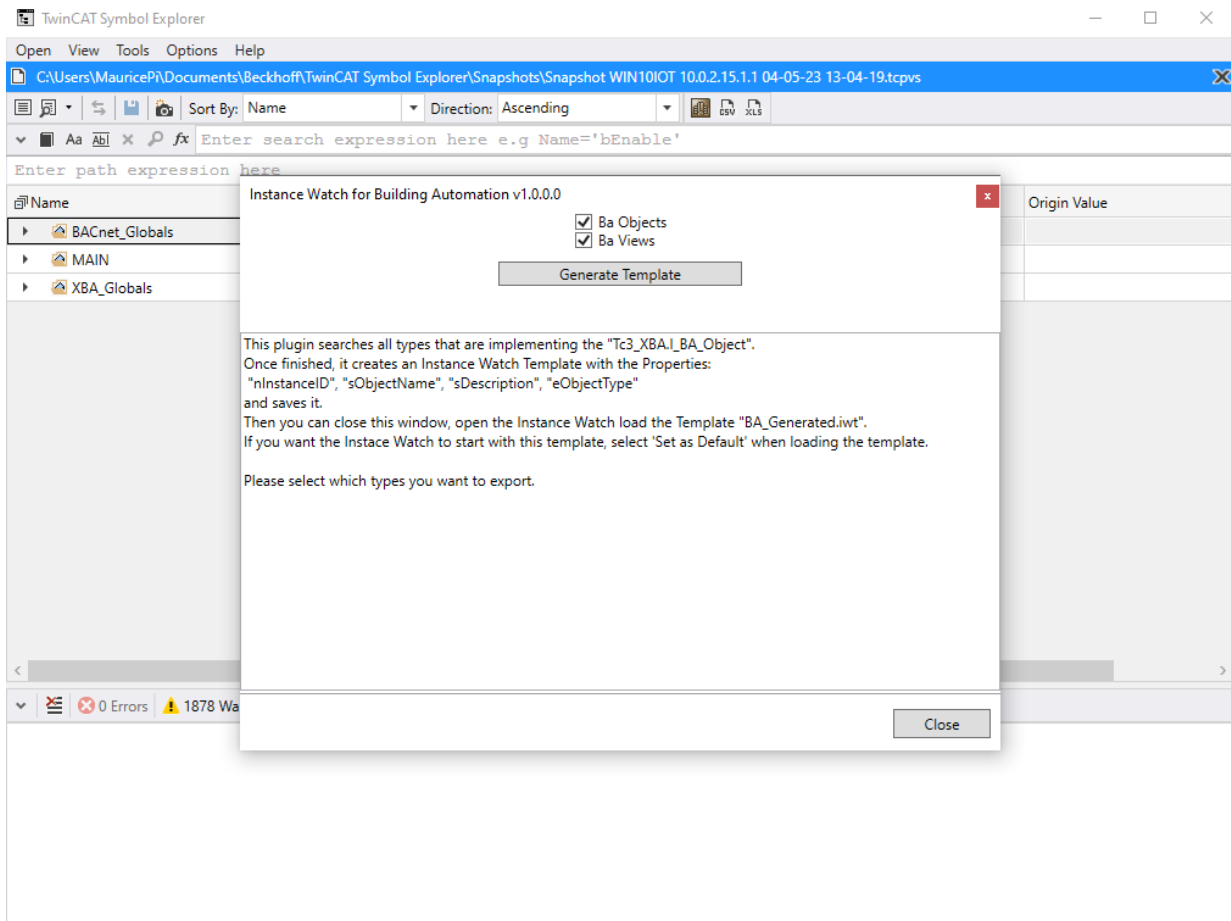 TwinCAT Symbol Explorer
Open View Tools Options Help
C:\Users\MauricePi\Documents\Beckhoff\TwinCAT Symbol Explorer\Snapshots\Snapshot WIN10IOT 10.0.2.15.1.1 04-05-23 13-04-19.tcpvs
Sort By: Name Direction: Ascending CSV XLS
Aa Abl fx Enter search expression here e.g Name='bEnable'
Enter path expression here
Name Origin Value
BACnet_Globals
MAIN
XBA_Globals
Instance Watch for Building Automation v1.0.0.0 x
Ba Objects
Ba Views
Generate Template
This plugin searches all types that are implementing the "Tc3_XBA.I_BA_Object".
Once finished, it creates an Instance Watch Template with the Properties:
"nInstanceID", "sObjectName", "sDescription", "eObjectType"
and saves it.
Then you can close this window, open the Instance Watch load the Template "BA_Generated.iwt".
If you want the Instace Watch to start with this template, select 'Set as Default' when loading the template.
Please select which types you want to export.
0 Errors 1878 Wa
Close